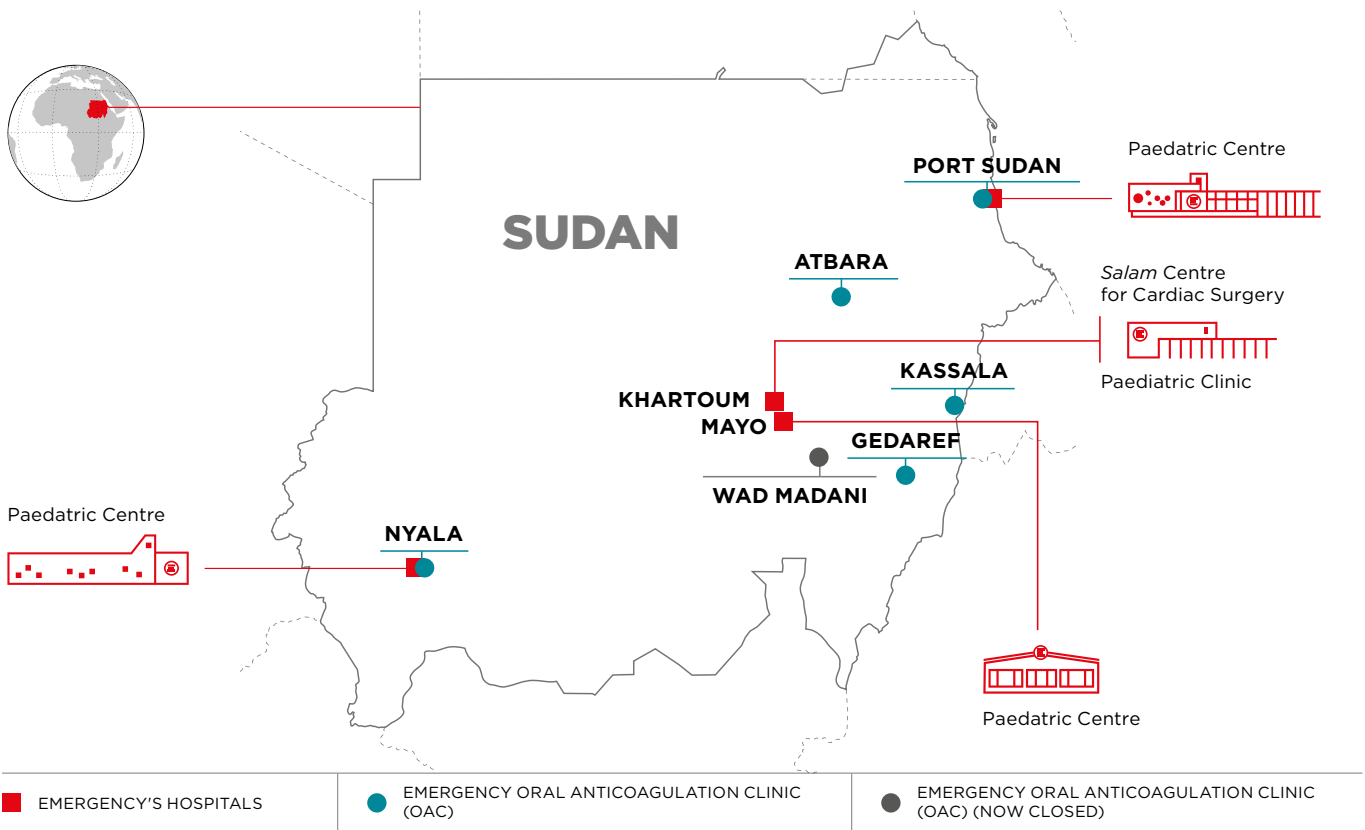 PORT SUDAN
Paedatric Centre
SUDAN
ATBARA
Salam Centre
for Cardiac Surgery
KASSALA
Paediatric Clinic
KHARTOUM
MAYO
GEDAREF
WAD MADANI
Paedatric Centre
NYALA
Paedatric Centre
EMERGENCY'S HOSPITALS
EMERGENCY ORAL ANTICOAGULATION CLINIC
(OAC)
EMERGENCY ORAL ANTICOAGULATION CLINIC
(OAC) (NOW CLOSED)